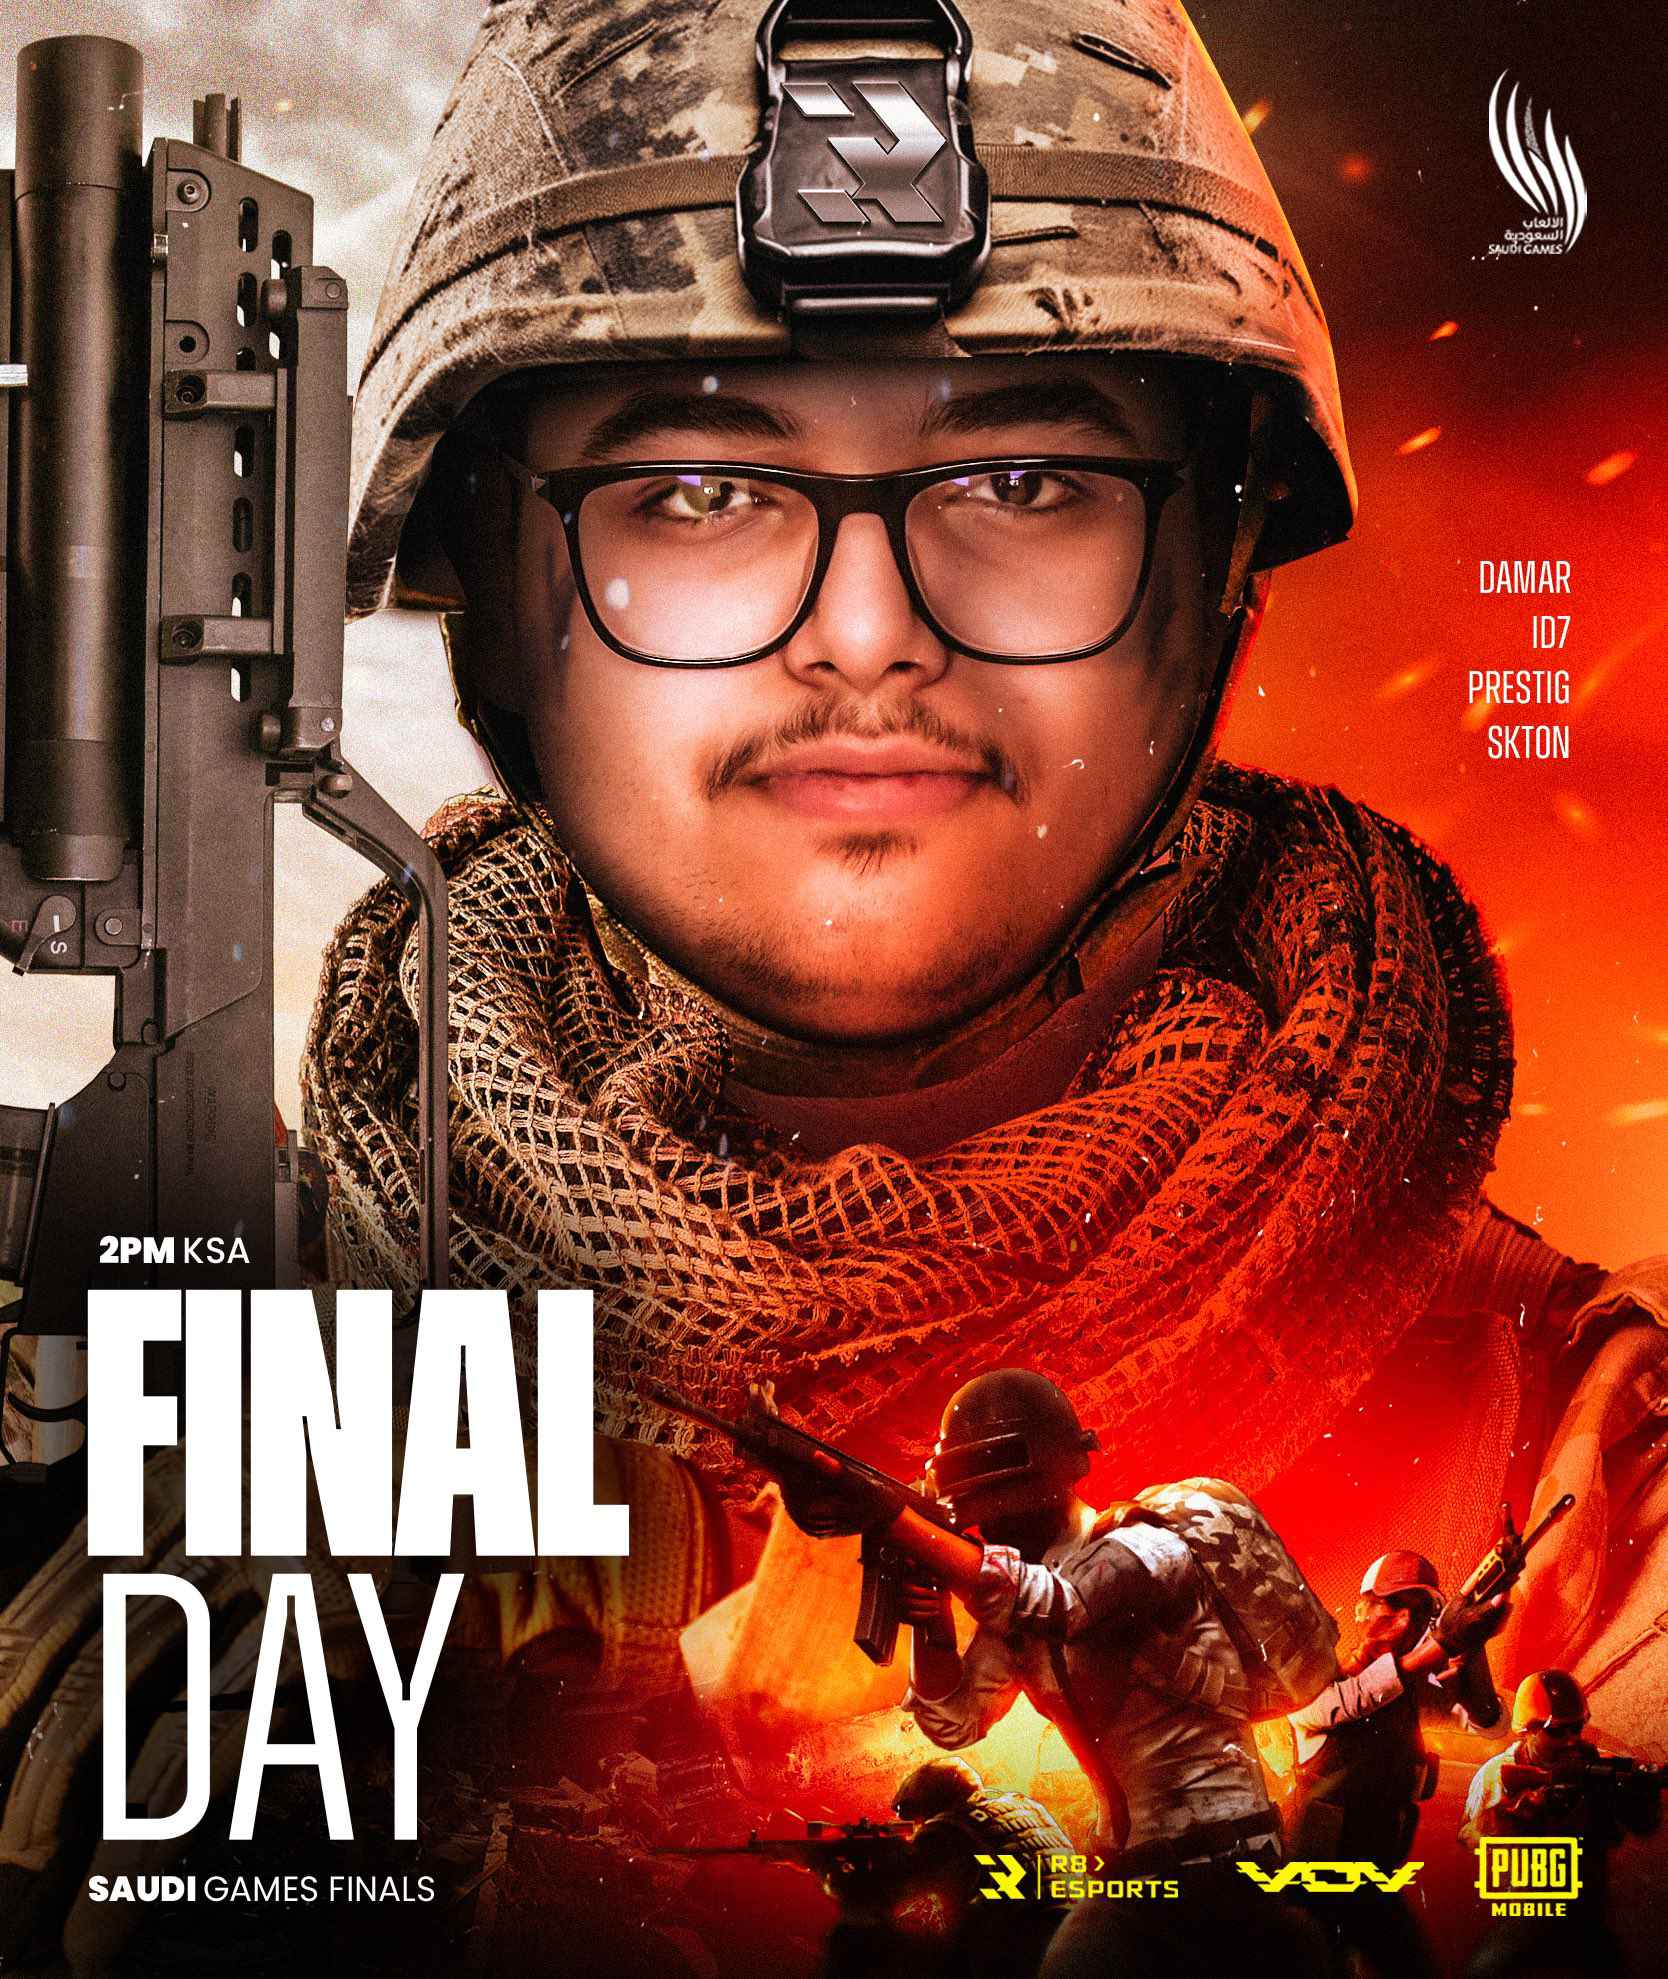 الالعاب
السعودية
SAUDI GAMES
DAMAR
ID7
PRESTIG
SKTON
2PM KSA
FINAL
DAY
SAUDI GAMES FINALS
R8 >
ESPORTS
VOV
PUBG
MOBILE